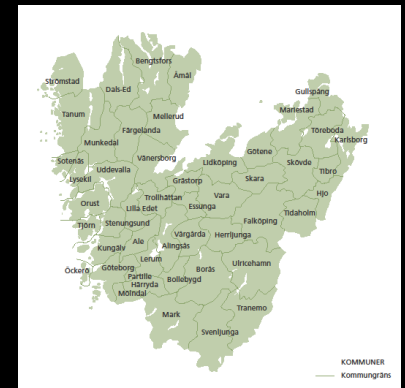 Bengtsfors
Åmål
Strömstad
Dals-Ed
Gullspång
Tanum
Mellerud
Mariestad
Färgelanda
Töreboda
Karlsborg
Munkedal
Götene
Sotenäs
Vänersborg
Lidköping
Skövde
Uddevalla
Tibro
Lysekil
Grästorp
Skara
Hjo
Trollhättan
Vara
Orust
Lilla Edet
Essunga
Tidaholm
Tjörn
Stenungsund
Falköping
Vårgårda
Herrljunga
Kungälv
Ale
Alingsås
Lerum
Ulricehamn
Öckerö
Göteborg
Borås
Partille
Bollebygd
Härryda
Mölndal
Tranemo
Mark
Svenljunga
KOMMUNER
Kommungräns